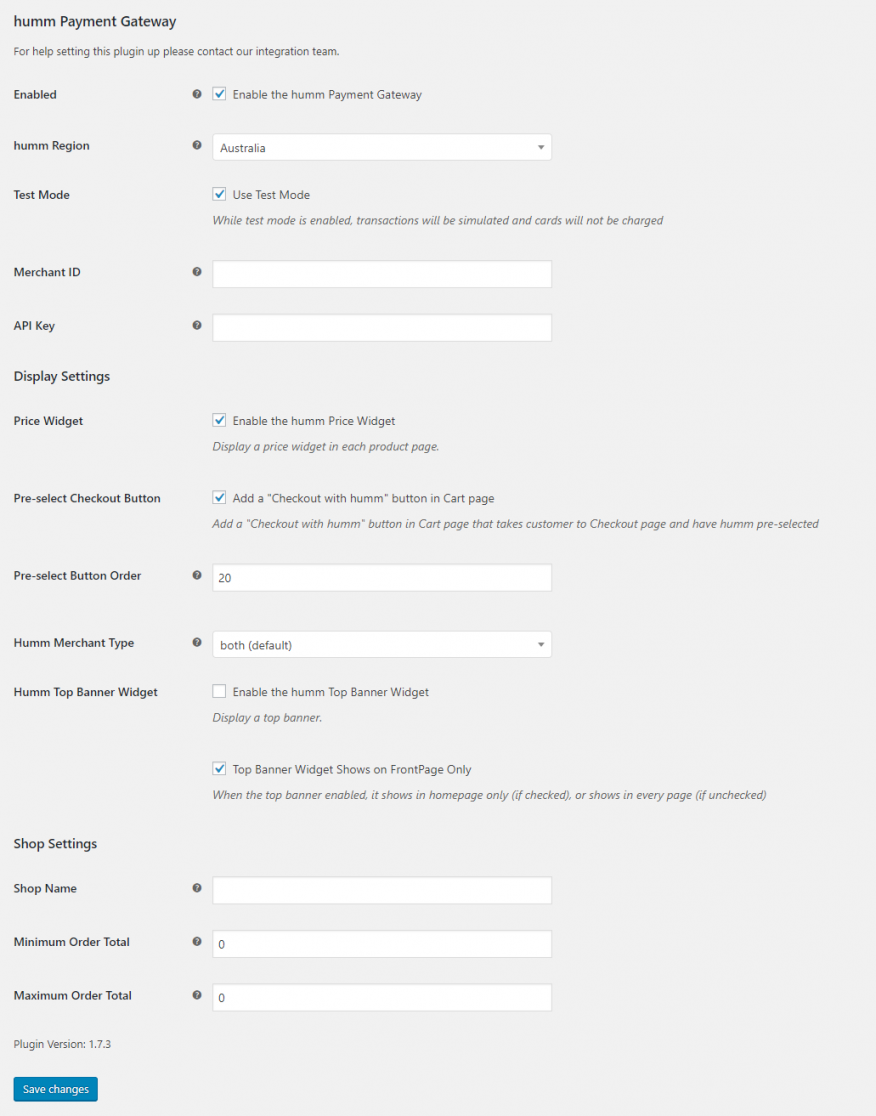 humm Payment Gateway
For help setting this plugin up please contact our integration team.
Enabled
Enable the humm Payment Gateway
humm Region
Australia
Test Mode
Use Test Mode
While test mode is enabled, transactions will be simulated and cards will not be charged
Merchant ID
API Key
Display Settings
Price Widget
Enable the humm Price Widget
Display a price widget in each product page.
Pre-select Checkout Button
Add a "Checkout with humm" button in Cart page
Add a "Checkout with humm" button in Cart page that takes customer to Checkout page and have humm pre-selected
Pre-select Button Order
20
Humm Merchant Type
both (default)
Humm Top Banner Widget
Enable the humm Top Banner Widget
Display a top banner.
Top Banner Widget Shows on FrontPage Only
When the top banner enabled, it shows in homepage only (if checked), or shows in every page (if unchecked)
Shop Settings
Shop Name
Minimum Order Total
0
Maximum Order Total
0
Plugin Version: 1.7.3
Save changes